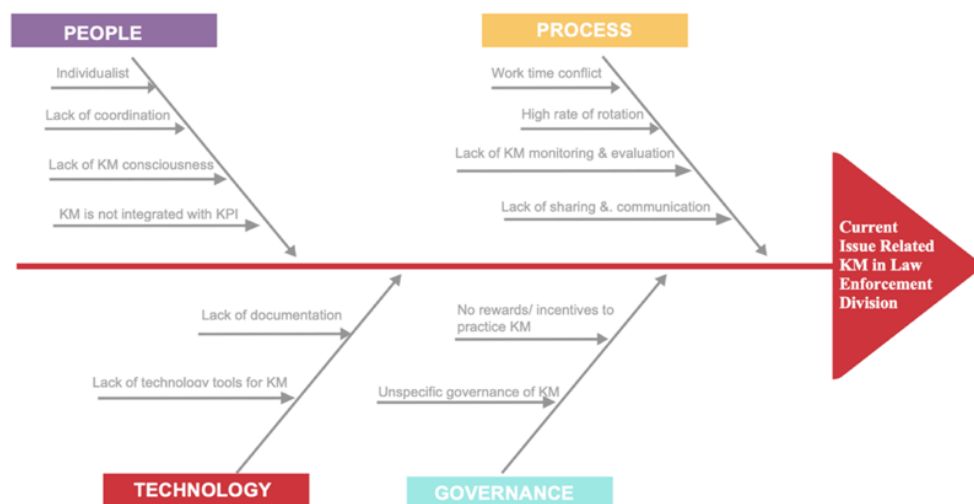 PEOPLE
Individualist
Lack of coordination
Lack of KM consciousness
KM is not integrated with KPI
PROCESS
Work time conflict
High rate of rotation
Lack of KM monitoring & evaluation
Lack of sharing &. communication
Current
Issue Related
KM in Law
Enforcement
Division
Lack of documentation
Lack of technology tools for KM
TECHNOLOGY
No rewards/ incentives to
practice KM
Unspecific governance of KM
GOVERNANCE